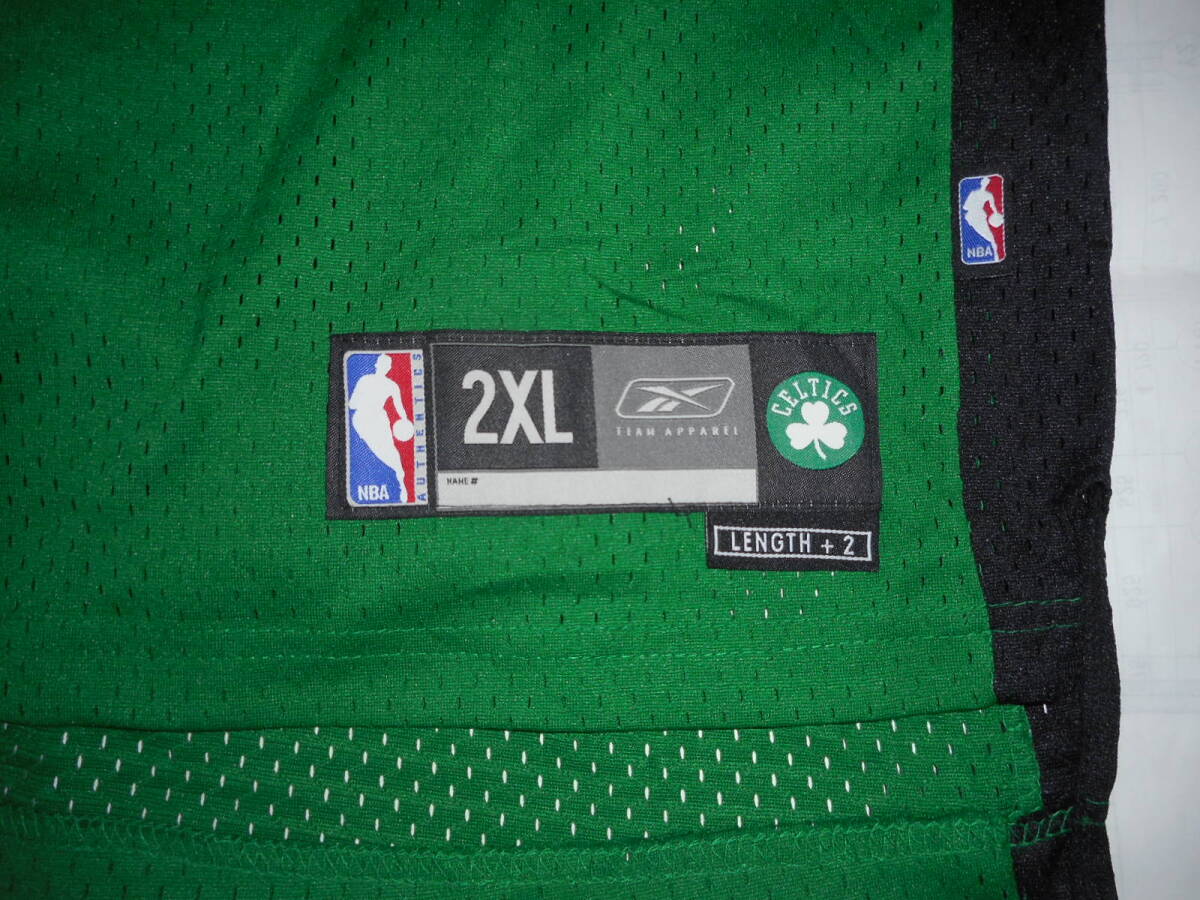 NBA
NBA
AUTHENTICS
2XL
TEAM APPAREL
NAME #
CELTICS
LENGTH + 2